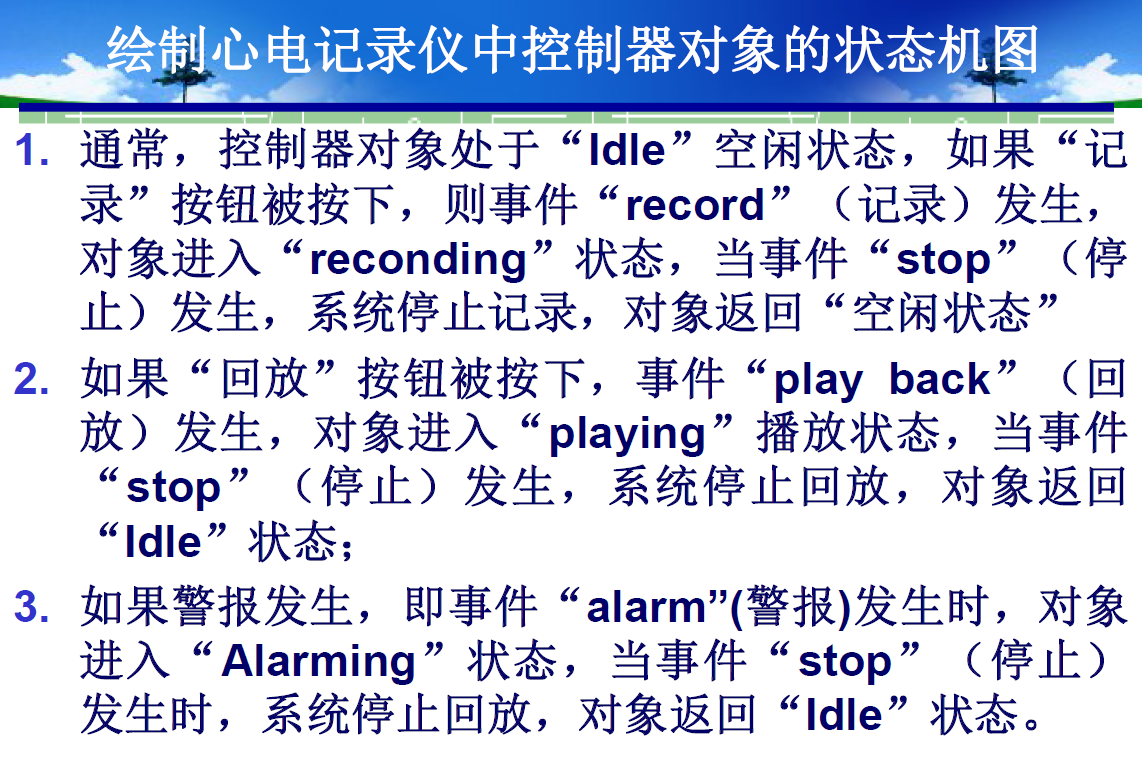 绘制心电记录仪中控制器对象的状态机图
1. 通常，控制器对象处于“Idle”空闲状态，如果“记
录”按钮被按下，则事件“record”（记录）发生，
对象进入“reconding”状态，当事件“stop”（停
止）发生，系统停止记录，对象返回“空闲状态”
2. 如果“回放”按钮被按下，事件“play back”（回
放）发生，对象进入“playing”播放状态，当事件
“stop”（停止）发生，系统停止回放，对象返回
“Idle”状态；
3. 如果警报发生，即事件“alarm”(警报)发生时，对象
进入“Alarming”状态，当事件“stop”（停止）
发生时，系统停止回放，对象返回“Idle”状态。